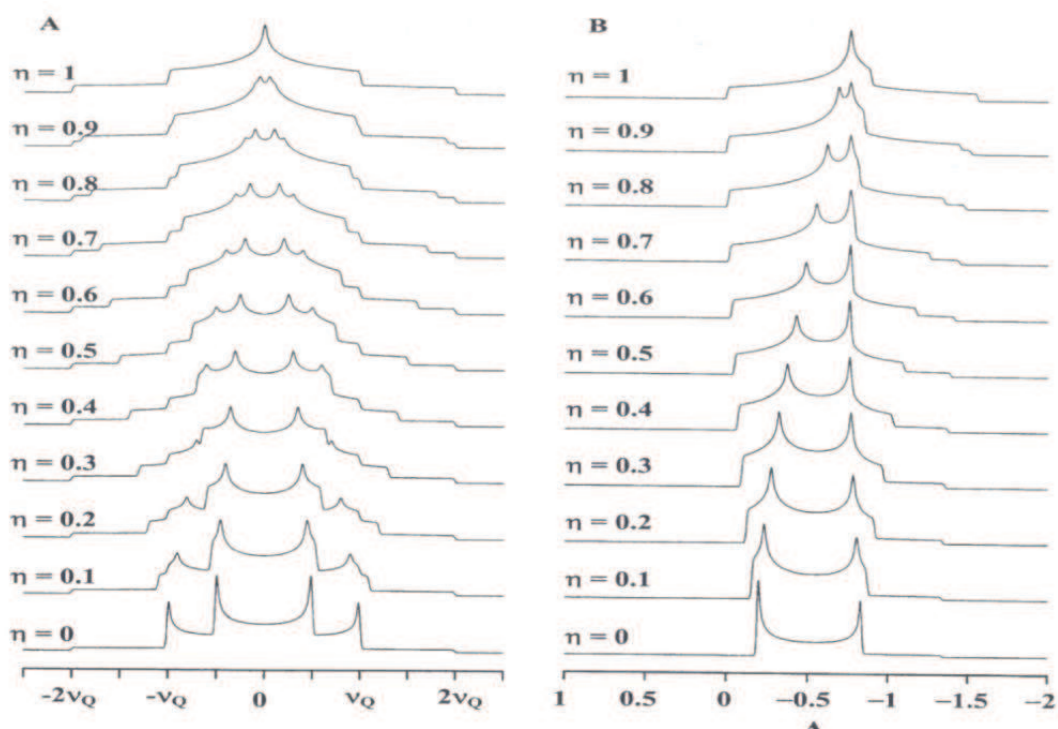 A B
η = 1 η = 1
η = 0.9 η = 0.9
η = 0.8 η = 0.8
η = 0.7 η = 0.7
η = 0.6 η = 0.6
η = 0.5 η = 0.5
η = 0.4 η = 0.4
η = 0.3 η = 0.3
η = 0.2 η = 0.2
η = 0.1 η = 0.1
η = 0 η = 0
-2νQ -νQ 0 νQ 2νQ 1 0.5 0 −0.5 −1 −1.5 −2